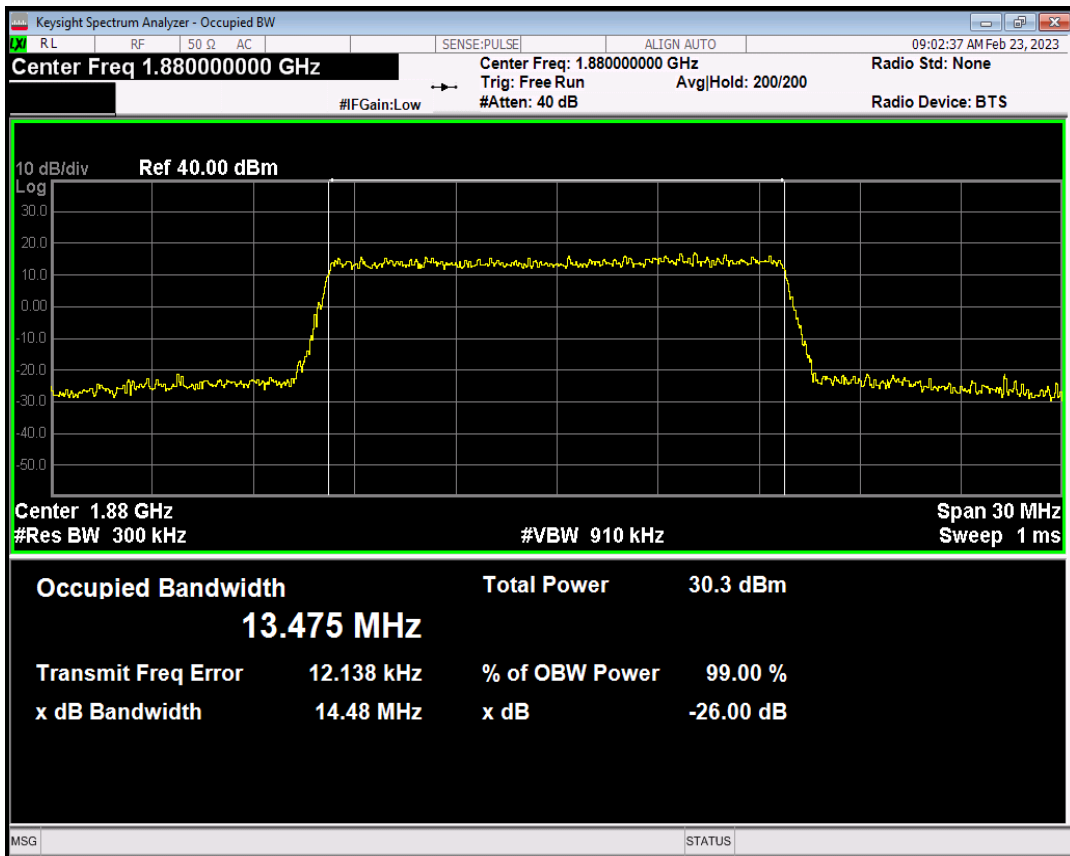 Keysight Spectrum Analyzer - Occupied BW
LXI RL RF 50 Ω AC SENSE:PULSE ALIGN AUTO 09:02:37 AM Feb 23, 2023
Center Freq 1.880000000 GHz Center Freq: 1.880000000 GHz Radio Std: None
Trig: Free Run Avg|Hold: 200/200
#IFGain:Low #Atten: 40 dB Radio Device: BTS
10 dB/div Ref 40.00 dBm
Log
30.0
20.0
10.0
0.00
-10.0
-20.0
-30.0
-40.0
-50.0
Center 1.88 GHz Span 30 MHz
#Res BW 300 kHz #VBW 910 kHz Sweep 1 ms
Occupied Bandwidth Total Power 30.3 dBm
13.475 MHz
Transmit Freq Error 12.138 kHz % of OBW Power 99.00 %
x dB Bandwidth 14.48 MHz x dB -26.00 dB
MSG STATUS